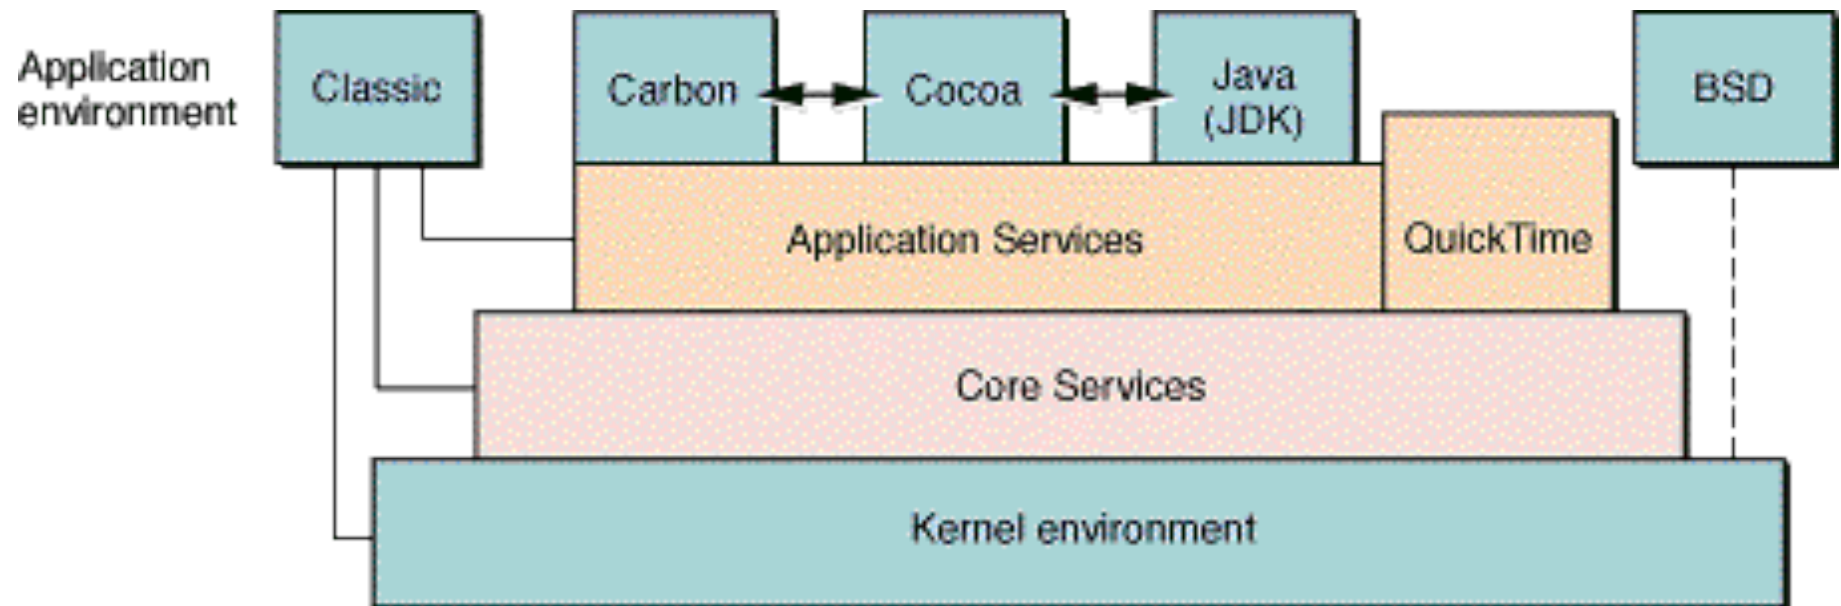 Application
environment
Classic
Carbon
Cocoa
Java
(JDK)
BSD
Application Services
QuickTime
Core Services
Kernel environment